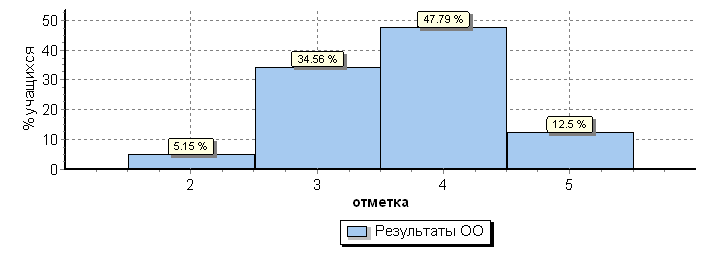 % учащихся
50
40
30
20
10
0
5.15 %
34.56 %
47.79 %
12.5 %
2 3 4 5
отметка
Результаты ОО